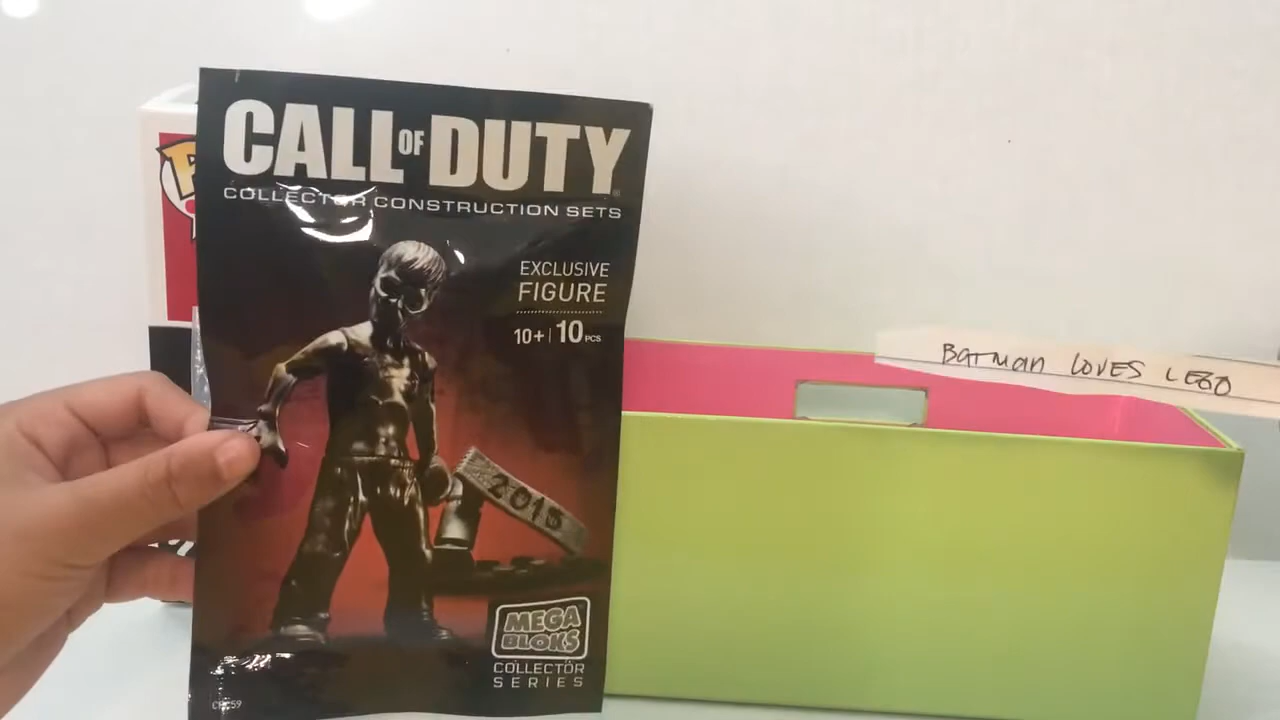 CALL OF DUTY
COLLECTOR CONSTRUCTION SETS
EXCLUSIVE
FIGURE
10+ | 10 PCS
2015
MEGA
BLOKS
COLLECTOR
SERIES
BATMAN LOVES LEGO